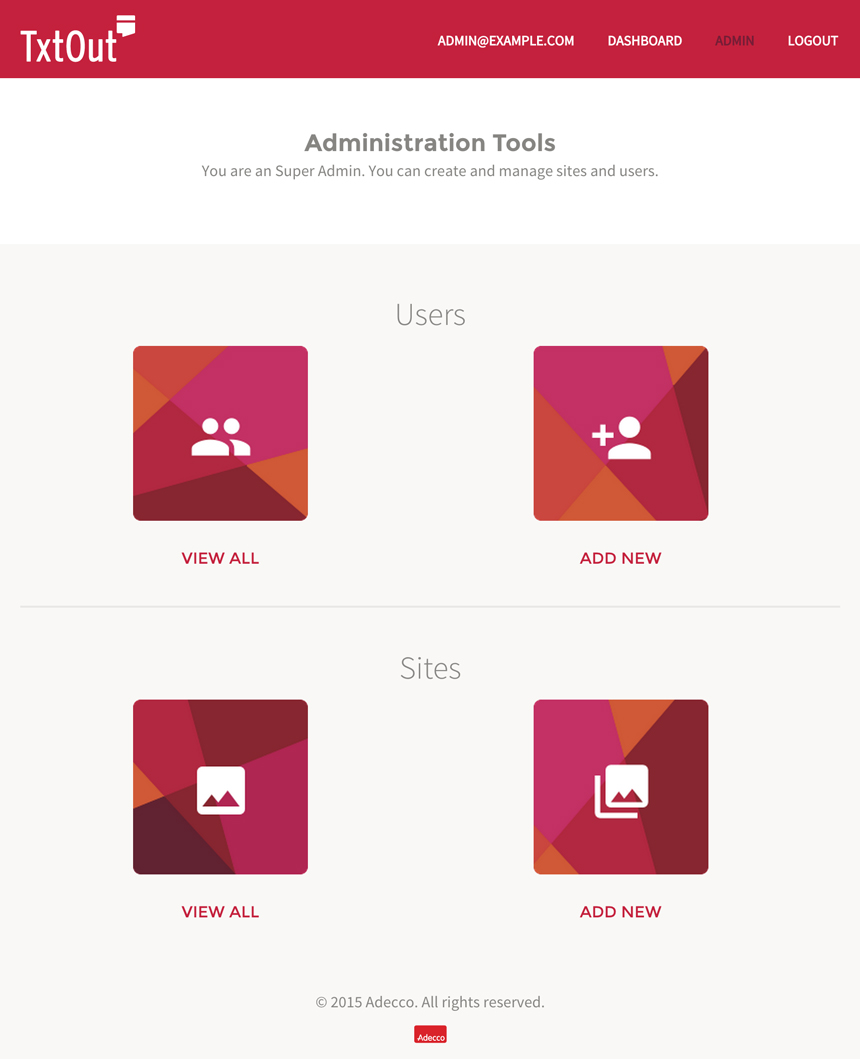 TxtOut
ADMIN@EXAMPLE.COM DASHBOARD ADMIN LOGOUT
Administration Tools
You are an Super Admin. You can create and manage sites and users.
Users
VIEW ALL ADD NEW
Sites
VIEW ALL ADD NEW
© 2015 Adecco. All rights reserved.
Adecco